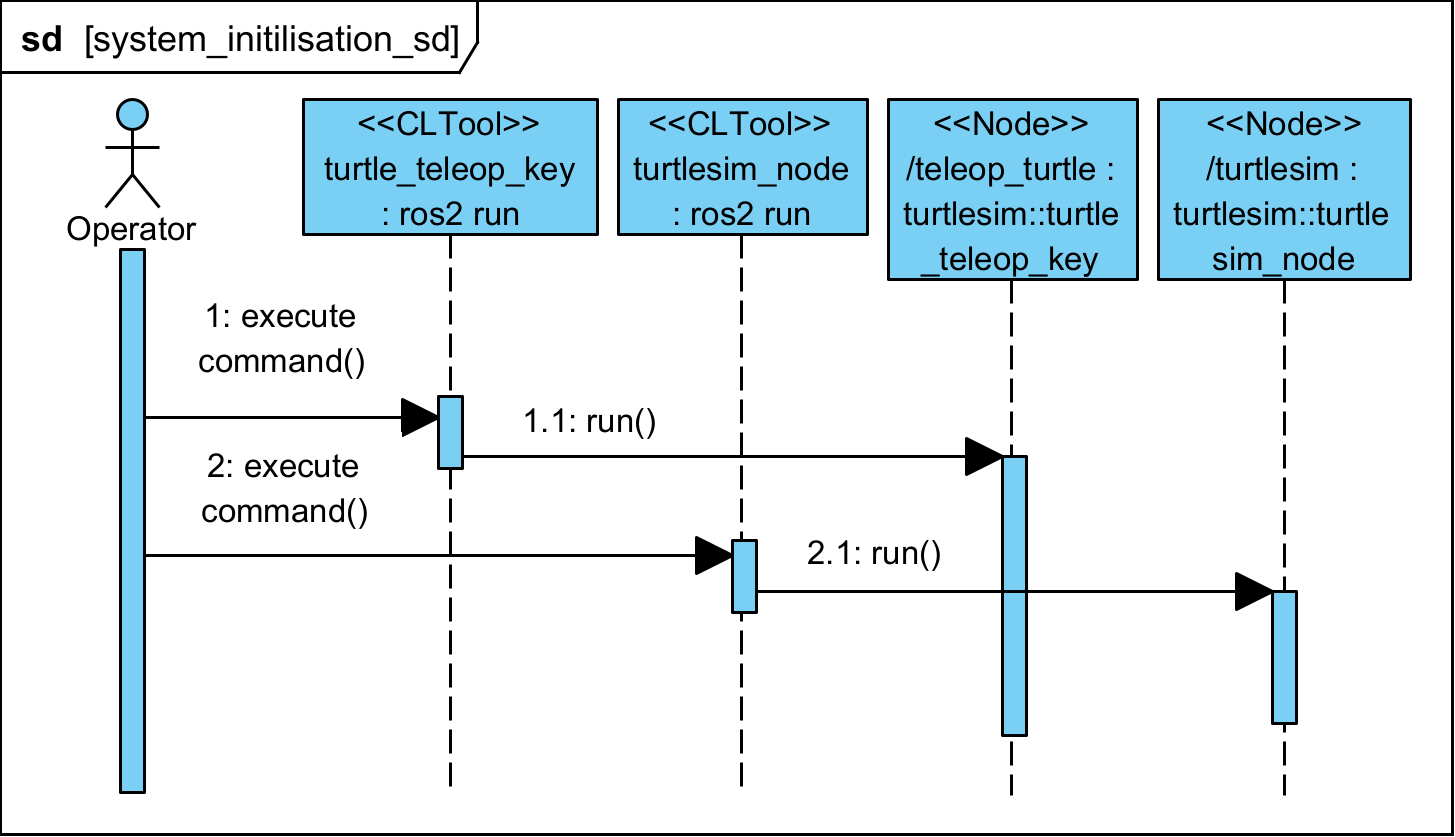 sd [system_initilisation_sd]
Operator
<<CLTool>>
turtle_teleop_key
: ros2 run
<<CLTool>>
turtlesim_node
: ros2 run
<<Node>>
/teleop_turtle :
turtlesim::turtle
_teleop_key
<<Node>>
/turtlesim :
turtlesim::turtle
sim_node
1: execute
command()
1.1: run()
2: execute
command()
2.1: run()